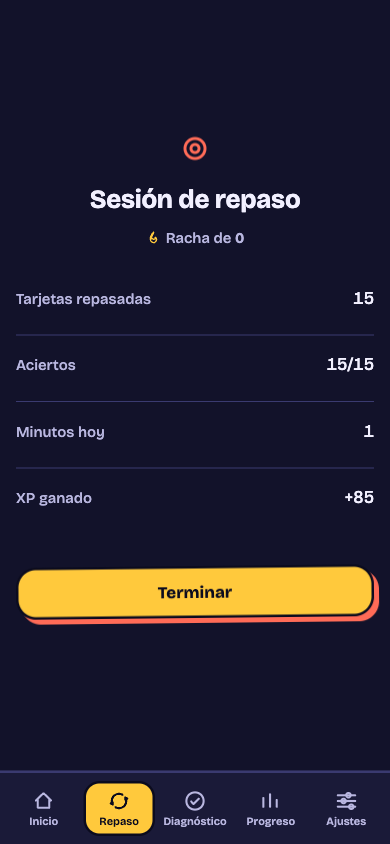 Sesión de repaso
Racha de 0
Tarjetas repasadas 15
Aciertos 15/15
Minutos hoy 1
XP ganado +85
Terminar
Inicio Repaso Diagnóstico Progreso Ajustes